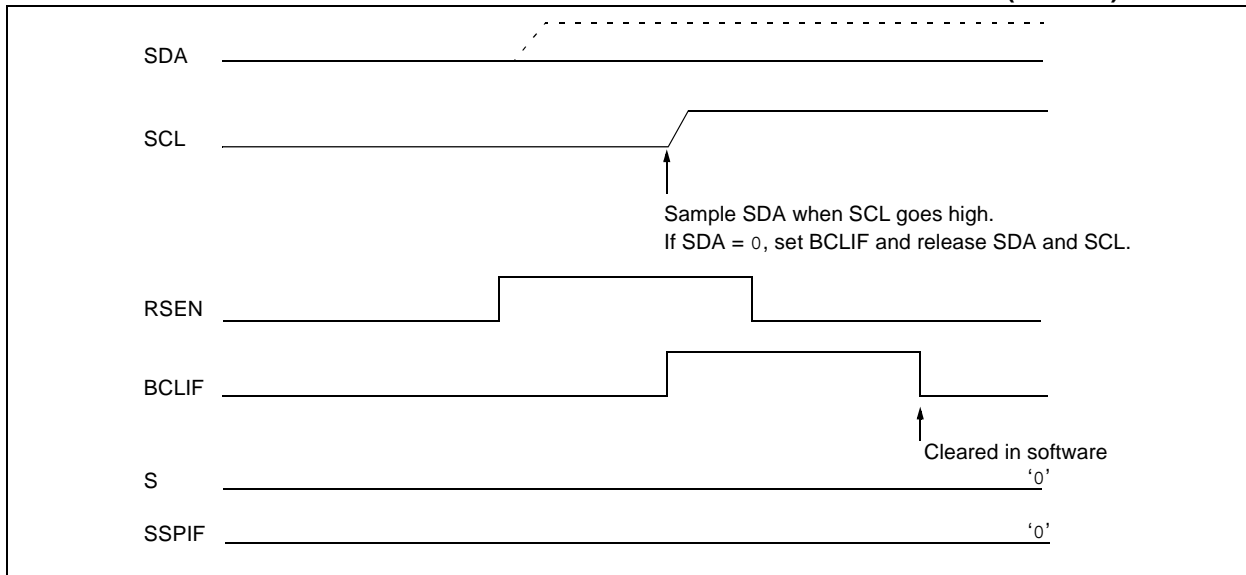 SDA
SCL
Sample SDA when SCL goes high.
If SDA = 0, set BCLIF and release SDA and SCL.
RSEN
BCLIF
Cleared in software
S
‘0’
SSPIF
‘0’